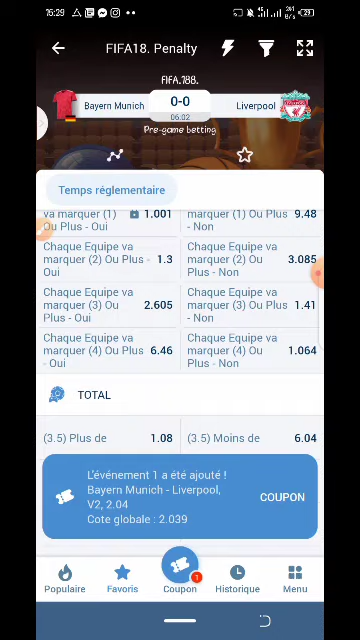 15:29
29
FIFA18. Penalty
FIFA.188.
Bayern Munich
0-0
Liverpool
06.02
Pre-game betting
Temps réglementaire
va marquer (1) Ou Plus - Oui 1.001
marquer (1) Ou Plus - Non 9.48
Chaque Equipe va marquer (2) Ou Plus - Oui 1.3
Chaque Equipe va marquer (2) Ou Plus - Non 3.085
Chaque Equipe va marquer (3) Ou Plus - Oui 2.605
Chaque Equipe va marquer (3) Ou Plus - Non 1.41
Chaque Equipe va marquer (4) Ou Plus - Oui 6.46
Chaque Equipe va marquer (4) Ou Plus - Non 1.064
TOTAL
(3.5) Plus de 1.08
(3.5) Moins de 6.04
L'événement 1 a été ajouté !
Bayern Munich - Liverpool,
V2, 2.04
Cote globale : 2.039
COUPON
1
Populaire
Favoris
Coupon
Historique
Menu